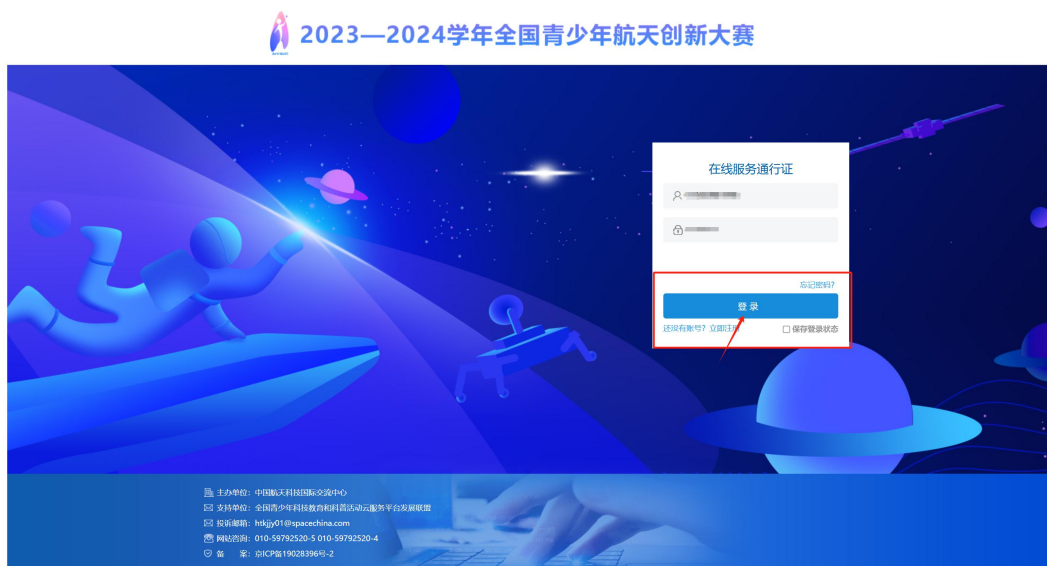 2023—2024学年全国青少年航天创新大赛
在线服务通行证
忘记密码?
登录
还没有账号? 立即注册
保存登录状态
主办单位: 中国航天科技国际交流中心
支持单位: 全国青少年科技教育和科普活动云服务平台发展联盟
投诉邮箱: htkjjy01@spacechina.com
网站咨询: 010-59792520-5 010-59792520-4
备 案: 京ICP备19028396号-2